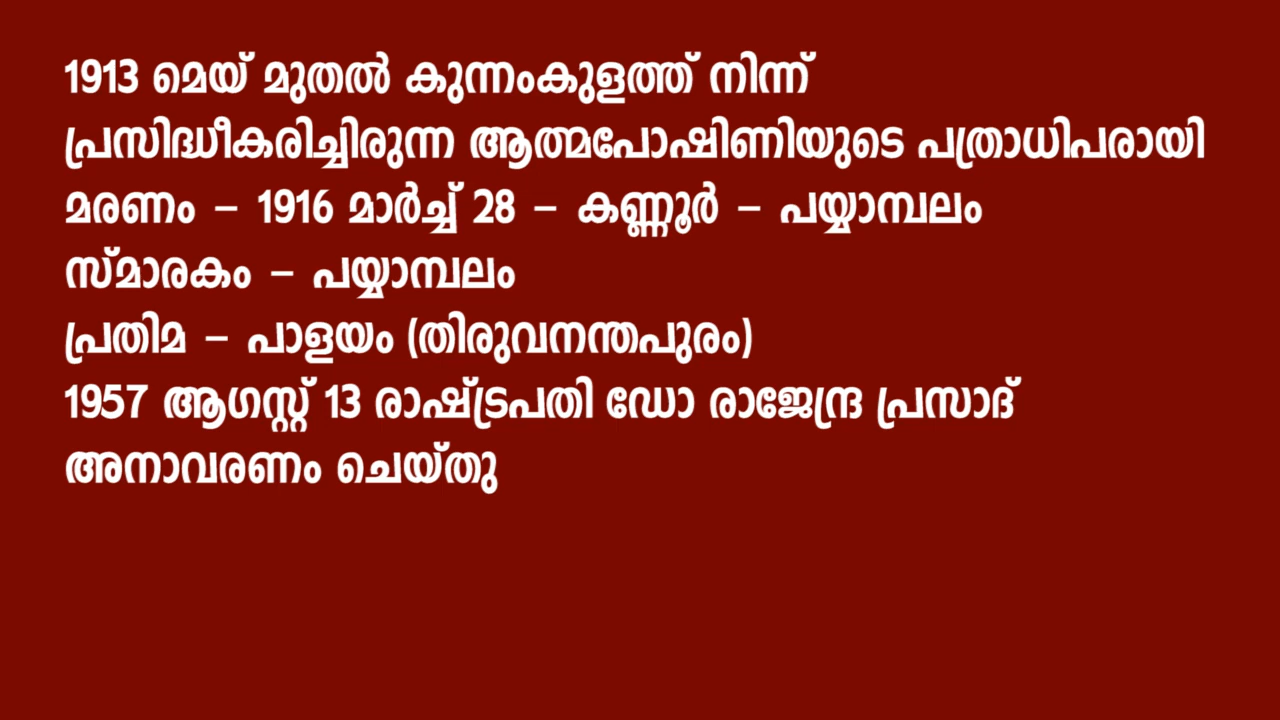 1913 മെയ് മുതൽ കുന്നംകുളത്ത് നിന്ന്
പ്രസിദ്ധീകരിച്ചിരുന്ന ആത്മപോഷിണിയുടെ പത്രാധിപരായി
മരണം – 1916 മാർച്ച് 28 – കണ്ണൂർ – പയ്യാമ്പലം
സ്മാരകം – പയ്യാമ്പലം
പ്രതിമ – പാളയം (തിരുവനന്തപുരം)
1957 ആഗസ്റ്റ് 13 രാഷ്ട്രപതി ഡോ രാജേന്ദ്ര പ്രസാദ്
അനാവരണം ചെയ്തു